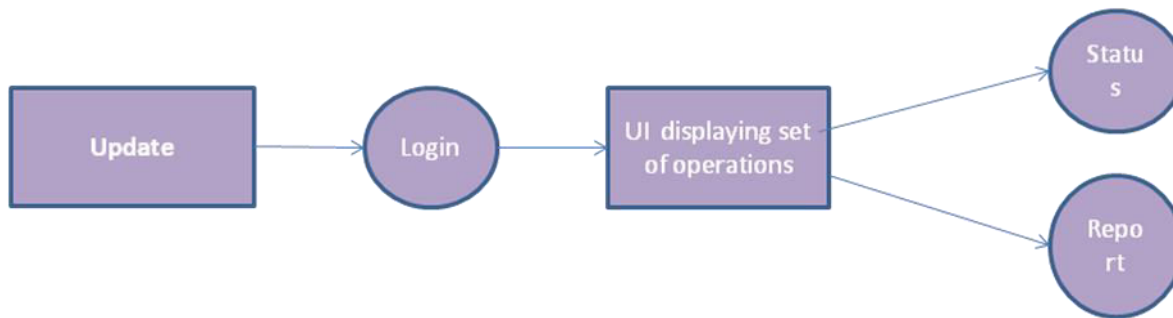 Update
Login
UI displaying set
of operations
Statu
s
Repo
rt